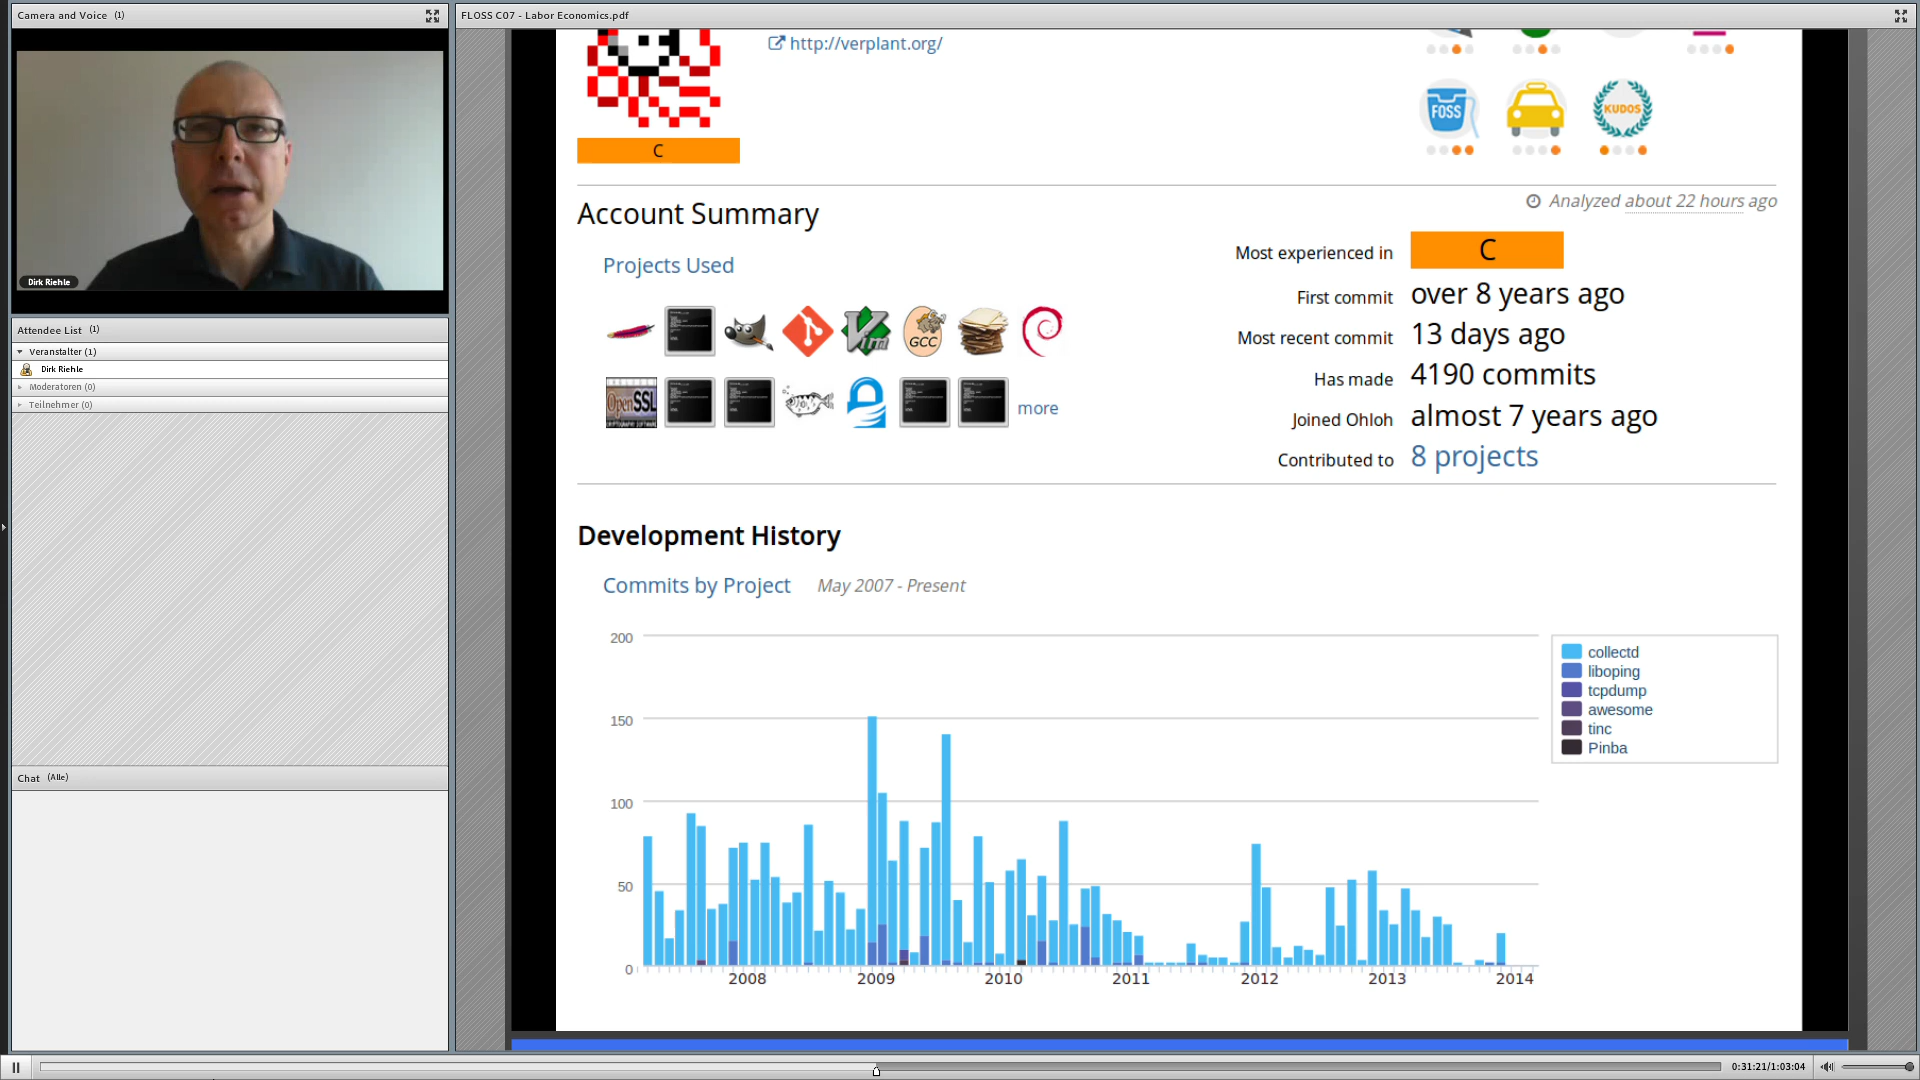 Camera and Voice (1)
Dirk Riehle
Attendee List (1)
Veranstalter (1)
Dirk Riehle
Moderatoren (0)
Teilnehmer (0)
Chat (Alle)
FLOSS C07 - Labor Economics.pdf
http://verplant.org/
C
FOSS
KUDOS
Analyzed about 22 hours ago
Account Summary
Projects Used
Vim
GCC
OpenSSL
more
Most experienced in C
First commit over 8 years ago
Most recent commit 13 days ago
Has made 4190 commits
Joined Ohloh almost 7 years ago
Contributed to 8 projects
Development History
Commits by Project May 2007 - Present
200
150
100
50
0
2008 2009 2010 2011 2012 2013 2014
collectd
liboping
tcpdump
awesome
tinc
Pinba
0:31:21/1:03:04